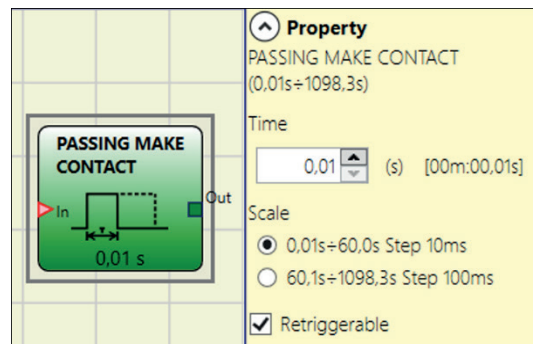 PASSING MAKE
CONTACT
In
Out
0,01 s
Property
PASSING MAKE CONTACT
(0,01s÷1098,3s)
Time
0,01 (s) [00m:00,01s]
Scale
0,01s÷60,0s Step 10ms
60,1s÷1098,3s Step 100ms
Retriggerable